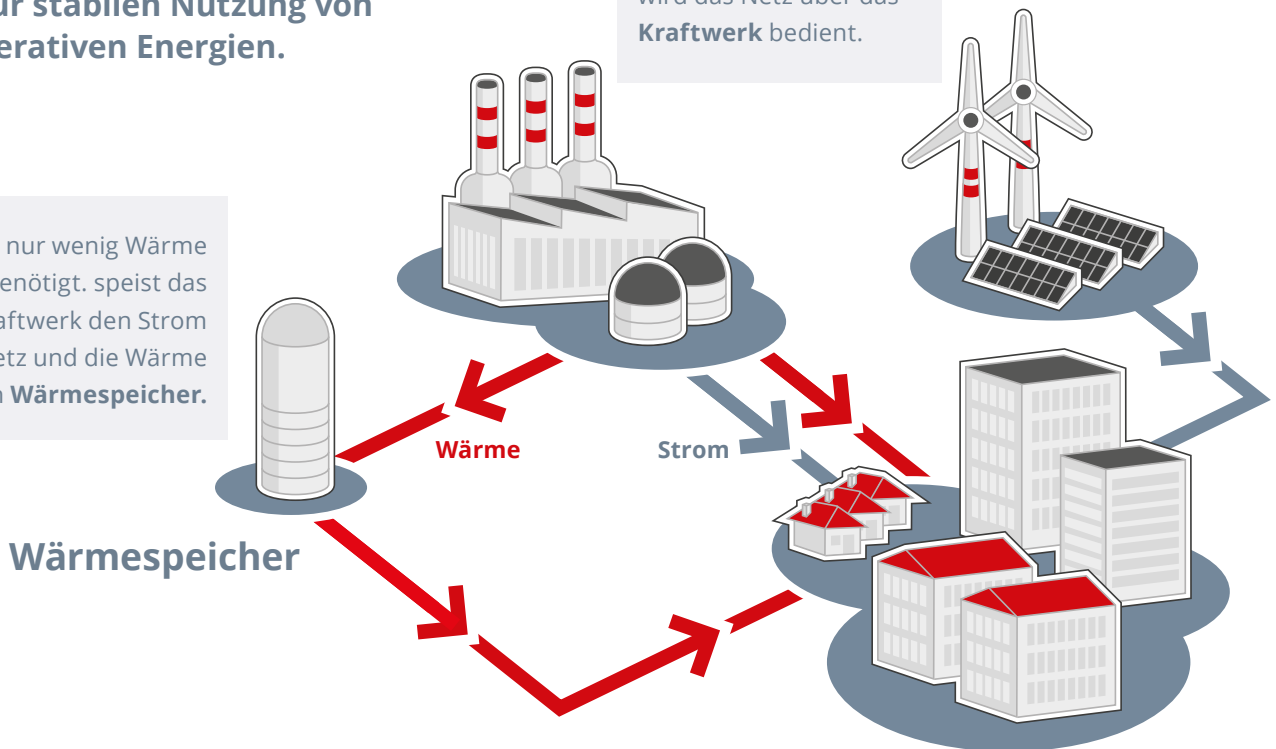 ur stabilen Nutzung von
erativen Energien.
wird das Netz über das
Kraftwerk bedient.
nur wenig Wärme
enötigt. speist das
aftwerk den Strom
etz und die Wärme
Wärmespeicher.
Wärme
Strom
Wärmespeicher